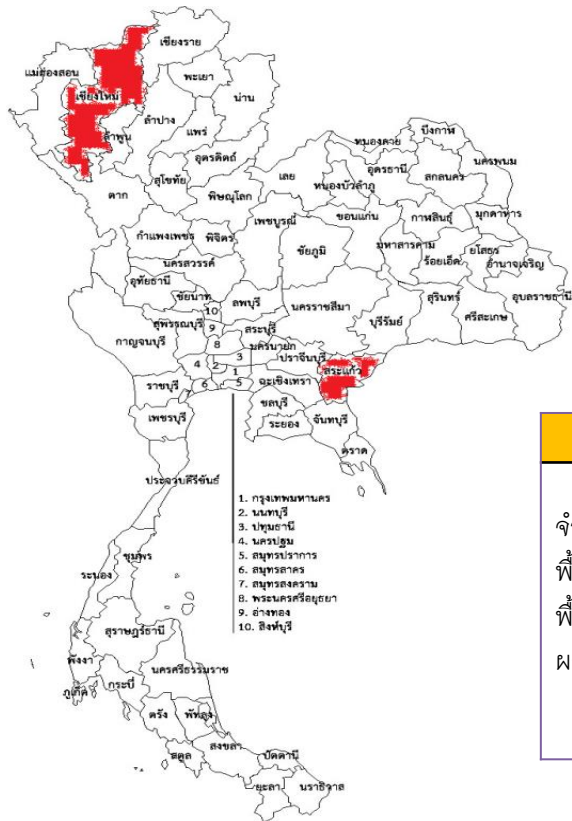 เชียงราย
แม่ฮ่องสอน
พะเยา
เชียงใหม่
น่าน
ลำปาง
ลำพูน
แพร่
บึงกาฬ
หนองคาย
นครพนม
อุดรธานี
สกลนคร
เลย
หนองบัวลำภู
อุตรดิตถ์
สุโขทัย
ตาก
พิษณุโลก
เพชรบูรณ์
ขอนแก่น
กาฬสินธุ์
มุกดาหาร
กำแพงเพชร
พิจิตร
ชัยภูมิ
มหาสารคาม
ร้อยเอ็ด
ยโสธร
อำนาจเจริญ
นครสวรรค์
อุทัยธานี
ชัยนาท
ลพบุรี
นครราชสีมา
บุรีรัมย์
สุรินทร์
ศรีสะเกษ
อุบลราชธานี
10
9
8
สุพรรณบุรี
สระบุรี
นครนายก
กาญจนบุรี
ปราจีนบุรี
สระแก้ว
3
4
2
1
5
6
ฉะเชิงเทรา
ราชบุรี
ชลบุรี
เพชรบุรี
ระยอง
จันทบุรี
ตราด
ประจวบคีรีขันธ์
1. กรุงเทพมหานคร
2. นนทบุรี
3. ปทุมธานี
4. นครปฐม
5. สมุทรปราการ
6. สมุทรสาคร
7. สมุทรสงคราม
8. พระนครศรีอยุธยา
9. อ่างทอง
10. สิงห์บุรี
ชุมพร
ระนอง
สุราษฎร์ธานี
พังงา
นครศรีธรรมราช
กระบี่
ภูเก็ต
ตรัง
พัทลุง
สงขลา
สตูล
ปัตตานี
ยะลา
นราธิวาส
จำ
พื้
พื้
ผ